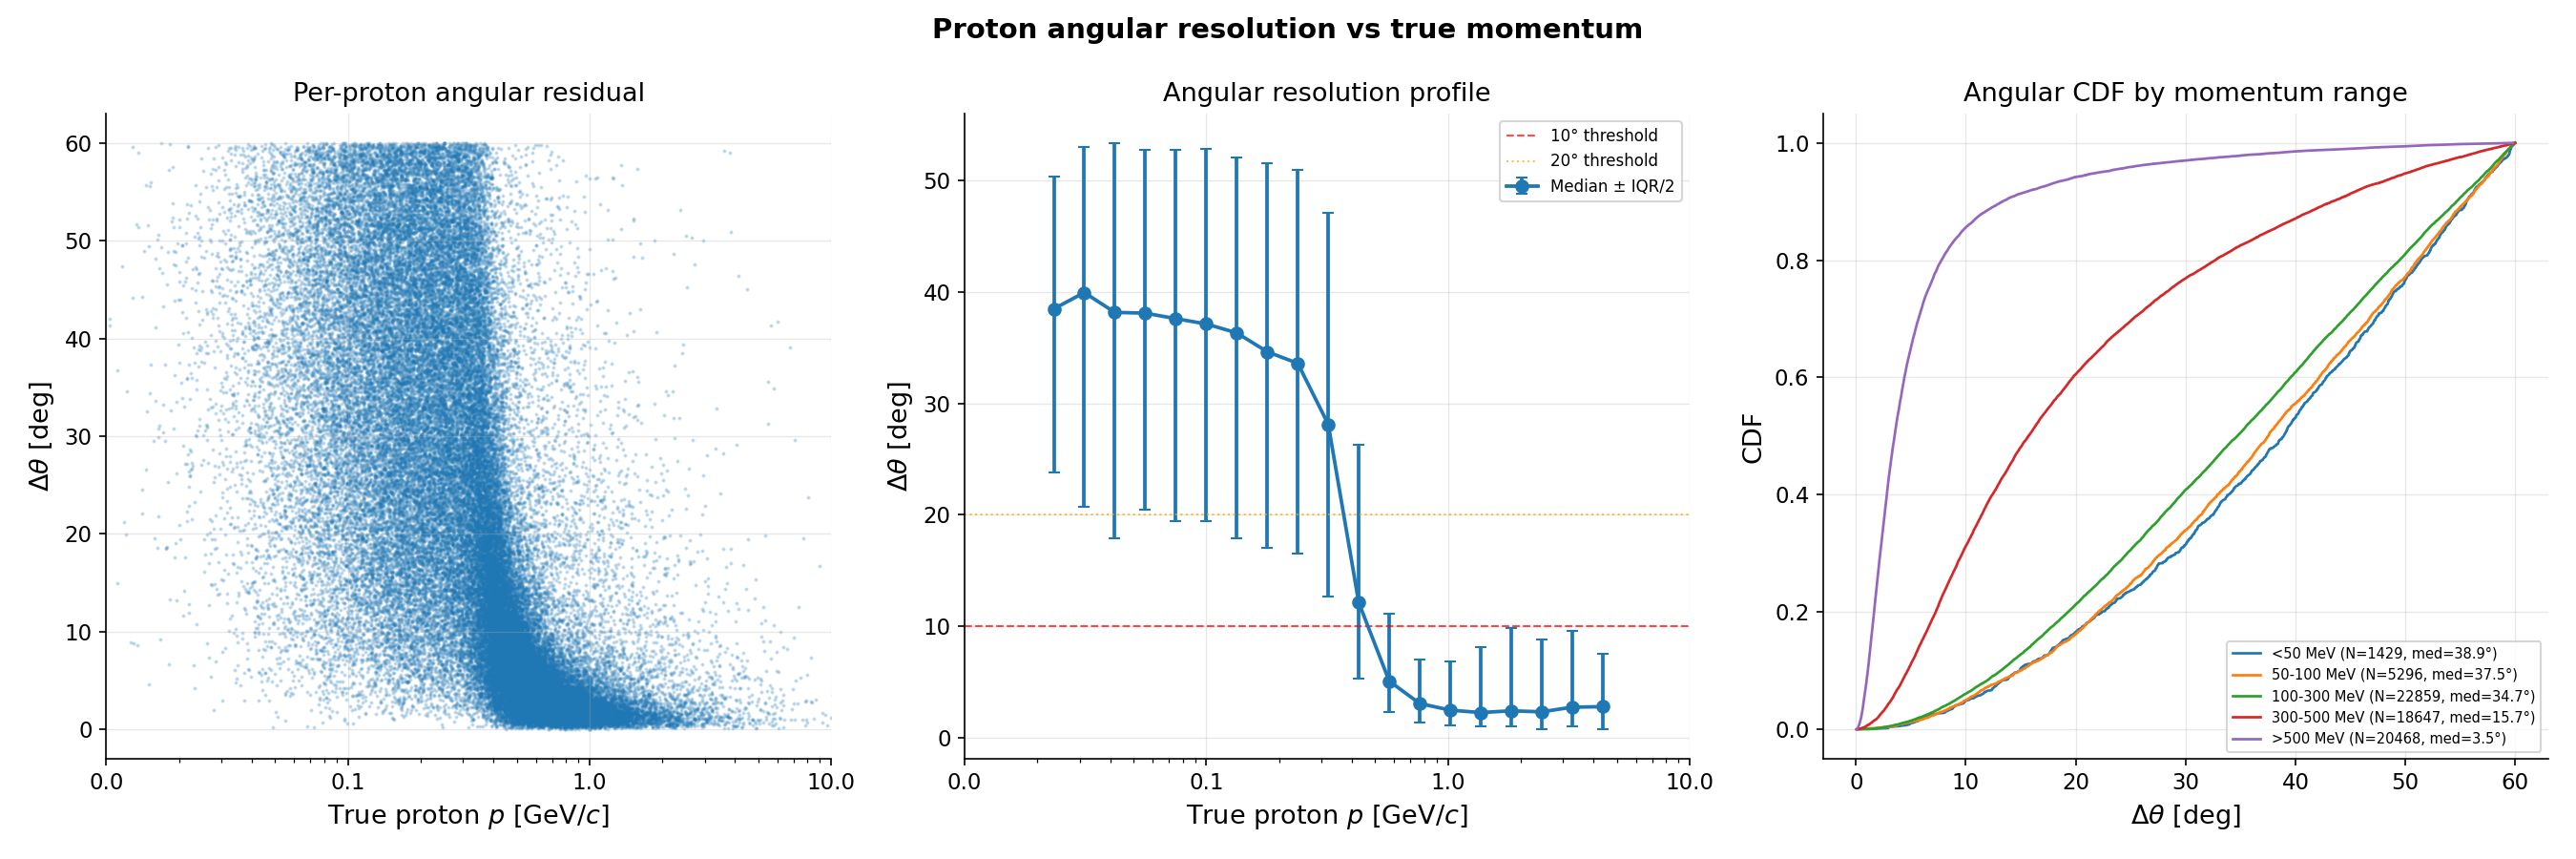 Proton angular resolution vs true momentum
Per-proton angular residual
60
50
40
30
20
10
0
Δθ [deg]
0.0 0.1 1.0 10.0
True proton p [GeV/c]
Angular resolution profile
10° threshold
20° threshold
Median ± IQR/2
50
40
30
20
10
0
Δθ [deg]
0.0 0.1 1.0 10.0
True proton p [GeV/c]
Angular CDF by momentum range
1.0
0.8
0.6
0.4
0.2
0.0
CDF
<50 MeV (N=1429, med=38.9°)
50-100 MeV (N=5296, med=37.5°)
100-300 MeV (N=22859, med=34.7°)
300-500 MeV (N=18647, med=15.7°)
>500 MeV (N=20468, med=3.5°)
0 10 20 30 40 50 60
Δθ [deg]